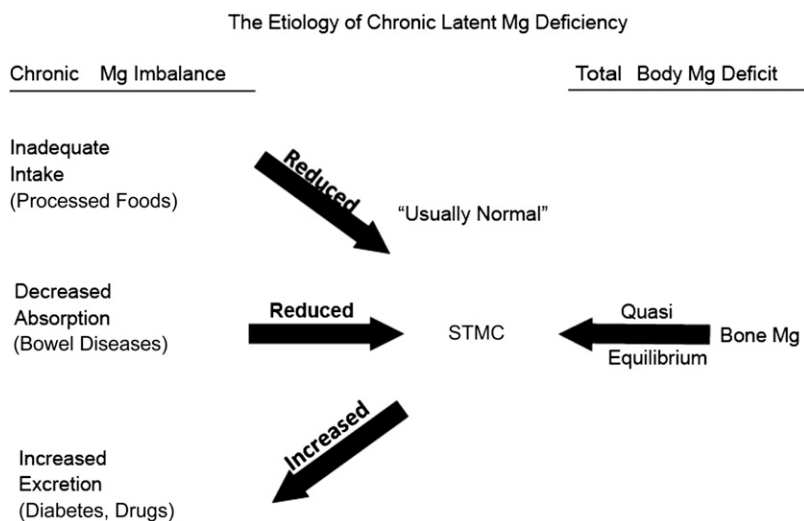 The Etiology of Chronic Latent Mg Deficiency
Chronic Mg Imbalance
Total Body Mg Deficit
Inadequate
Intake
(Processed Foods)
Reduced
“Usually Normal”
Decreased
Absorption
(Bowel Diseases)
Reduced
STMC
Quasi
Equilibrium
Bone Mg
Increased
Excretion
(Diabetes, Drugs)
Increased